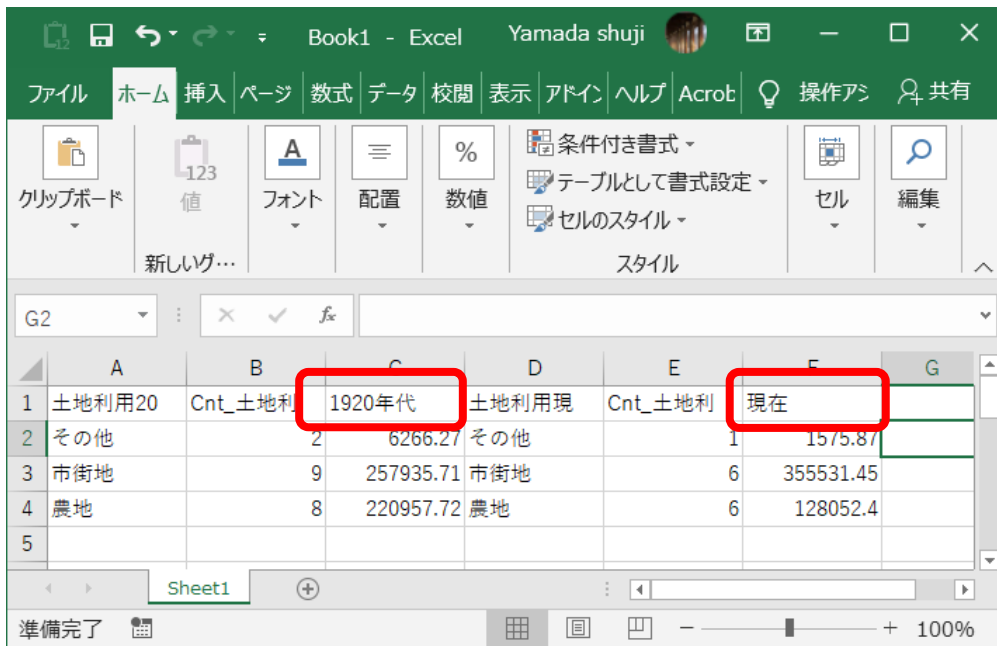 Book1 - Excel Yamada shuji
ファイル ホーム 挿入 ページ 数式 データ 校閲 表示 アドイン ヘルプ Acrob 操作アシ 共有
クリップボード 123 値 A フォント 配置 % 数値 条件付き書式 テーブルとして書式設定 セルのスタイル セル 編集
新しいグ… スタイル
G2 fx
A B C D E F G
1 土地利用20 Cnt_土地利 1920年代 土地利用現 Cnt_土地利 現在
2 その他 2 6266.27 その他 1 1575.87
3 市街地 9 257935.71 市街地 6 355531.45
4 農地 8 220957.72 農地 6 128052.4
5
Sheet1
準備完了 100%